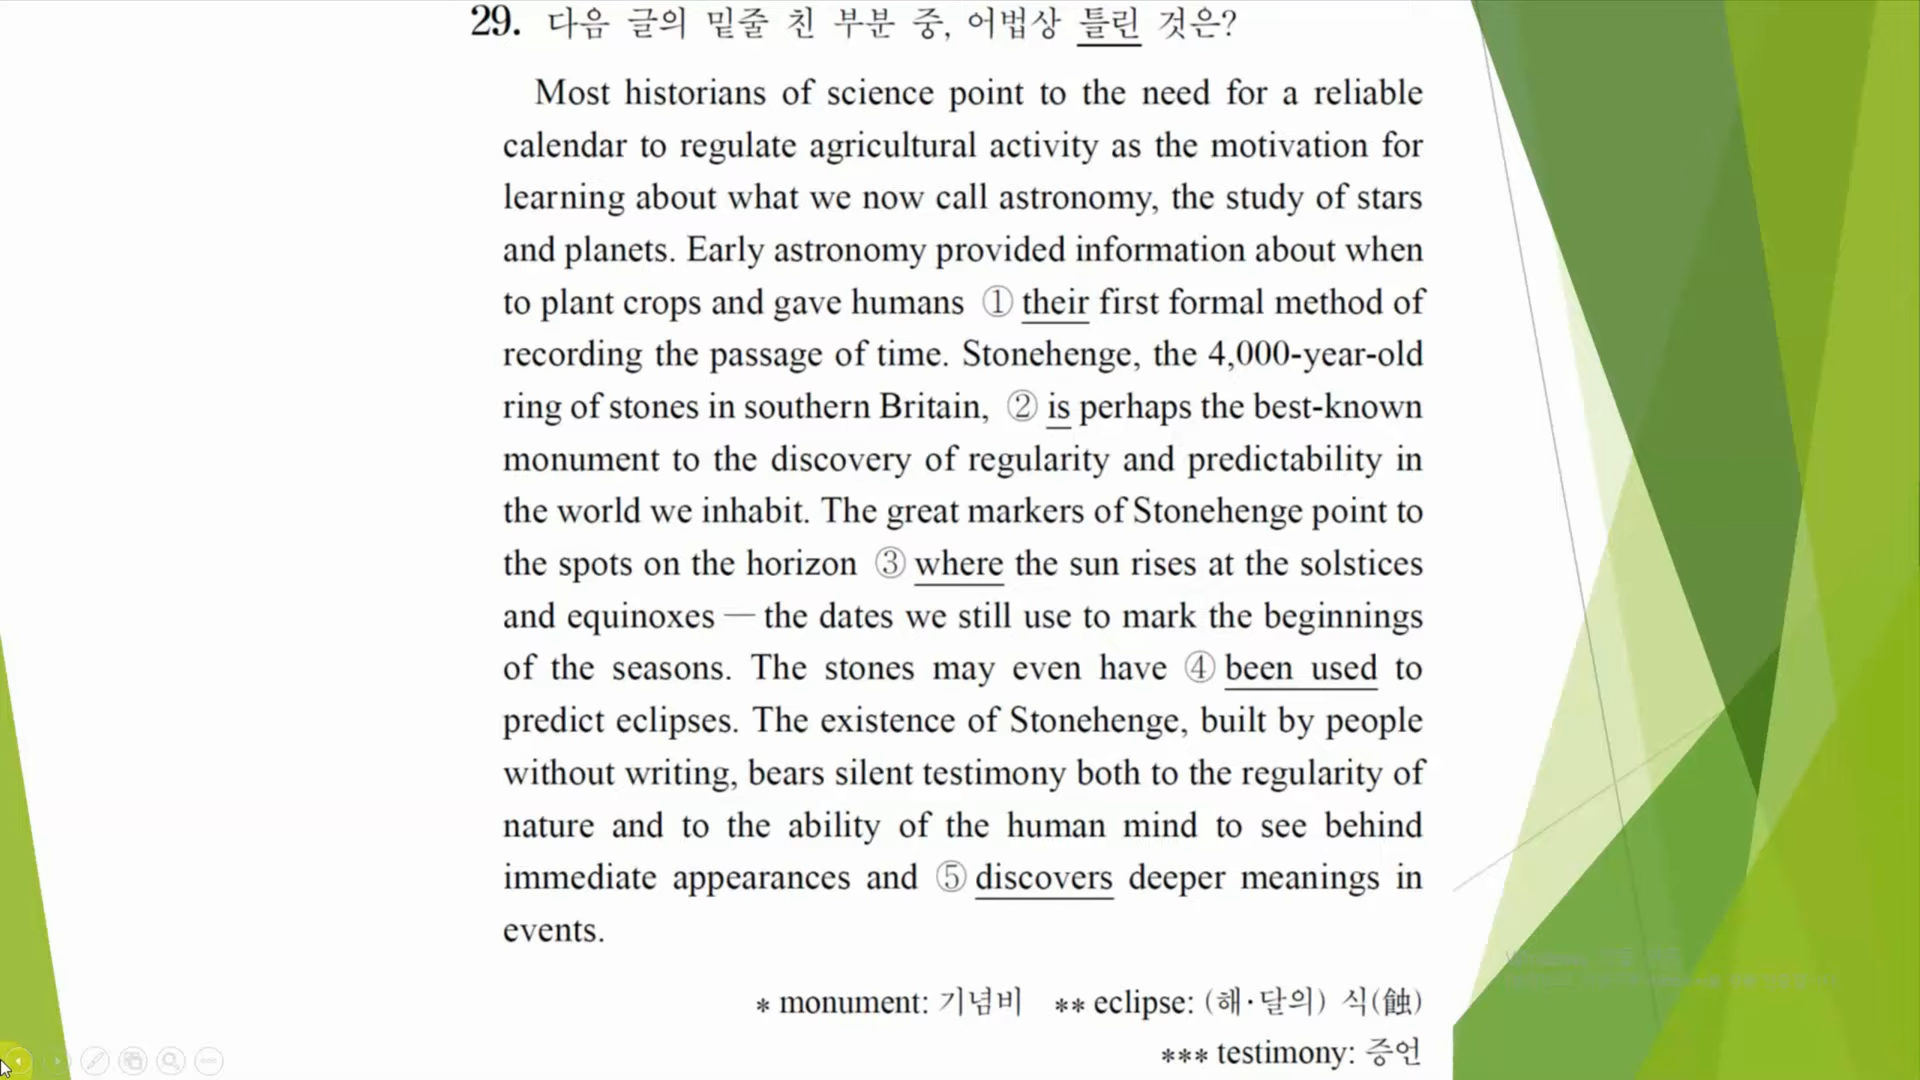 29. 다음 글의 밑줄 친 부분 중, 어법상 틀린 것은?
Most historians of science point to the need for a reliable
calendar to regulate agricultural activity as the motivation for
learning about what we now call astronomy, the study of stars
and planets. Early astronomy provided information about when
to plant crops and gave humans ① their first formal method of
recording the passage of time. Stonehenge, the 4,000-year-old
ring of stones in southern Britain, ② is perhaps the best-known
monument to the discovery of regularity and predictability in
the world we inhabit. The great markers of Stonehenge point to
the spots on the horizon ③ where the sun rises at the solstices
and equinoxes — the dates we still use to mark the beginnings
of the seasons. The stones may even have ④ been used to
predict eclipses. The existence of Stonehenge, built by people
without writing, bears silent testimony both to the regularity of
nature and to the ability of the human mind to see behind
immediate appearances and ⑤ discovers deeper meanings in
events.
* monument: 기념비 ** eclipse: (해·달의) 식(蝕)
*** testimony: 증언